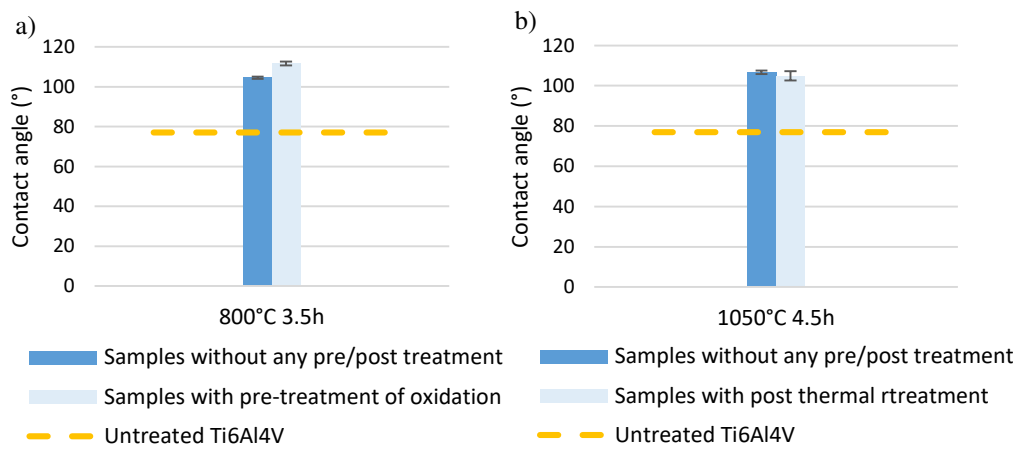 a)
Contact angle (°)
120
100
80
60
40
20
0
800°C 3.5h
Samples without any pre/post treatment
Samples with pre-treatment of oxidation
Untreated Ti6Al4V
b)
Contact angle (°)
120
100
80
60
40
20
0
1050°C 4.5h
Samples without any pre/post treatment
Samples with post thermal rtreatment
Untreated Ti6Al4V